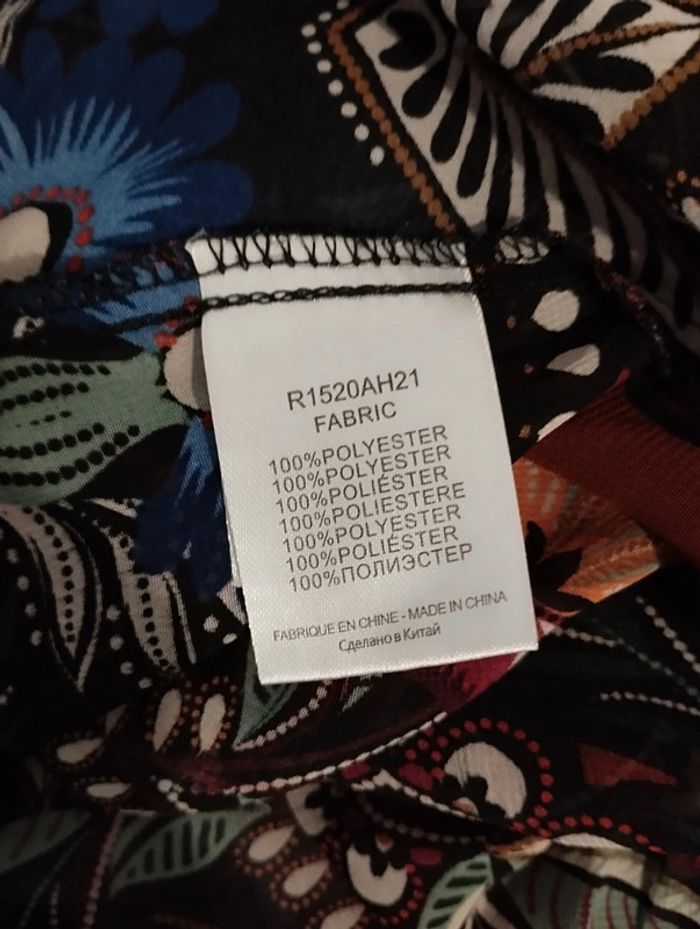 R1520AH21
FABRIC
100%POLYESTER
100%POLYESTER
100%POLIÉSTER
100%POLIESTERE
100%POLYESTER
100%POLIÉSTER
100%ПОЛИЭСТЕР
FABRIQUE EN CHINE - MADE IN CHINA
Сделано в Китай